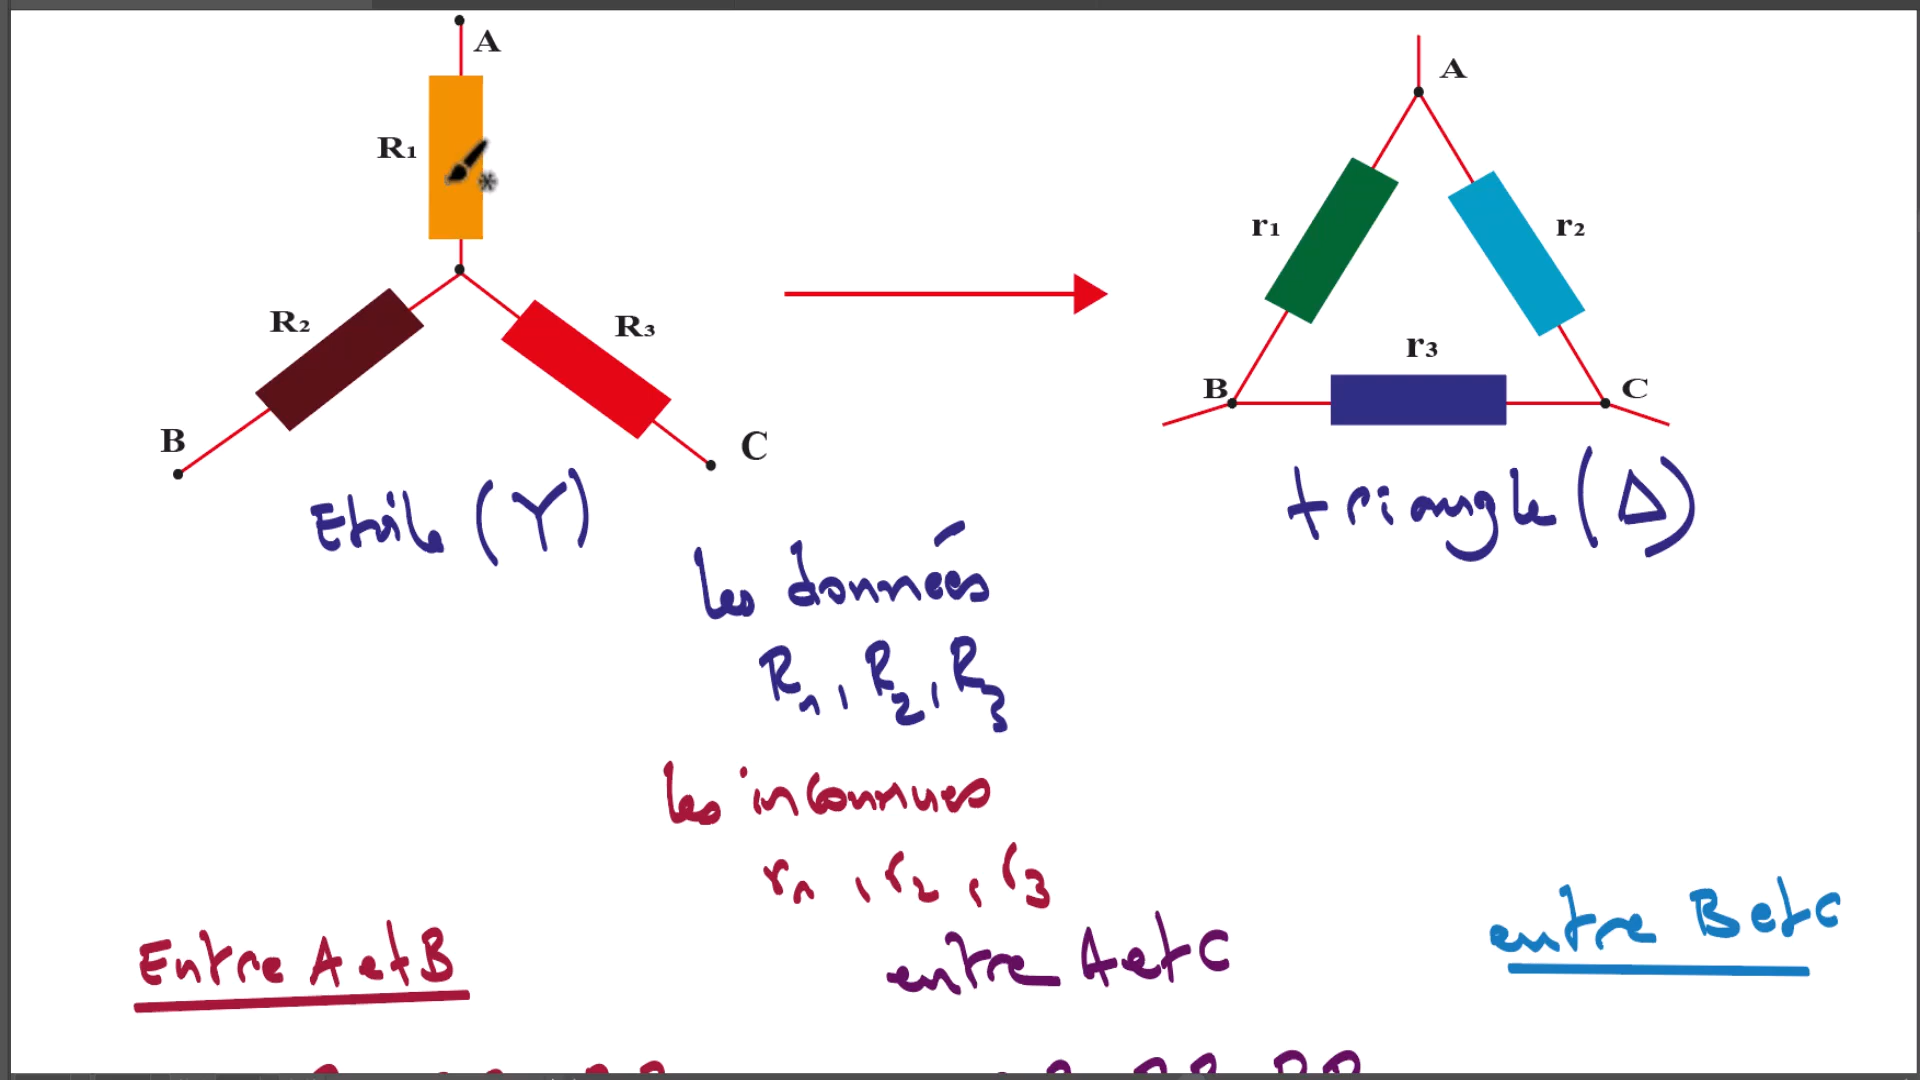 A
A
R₁
r₁
r₂
R₂
R₃
r₃
B
C
B
C
Etoile (Y)
triangle (Δ)
les données
R₁, R₂, R₃
les inconnues
r₁, r₂, r₃
Entre A et B
entre A et C
entre B et C